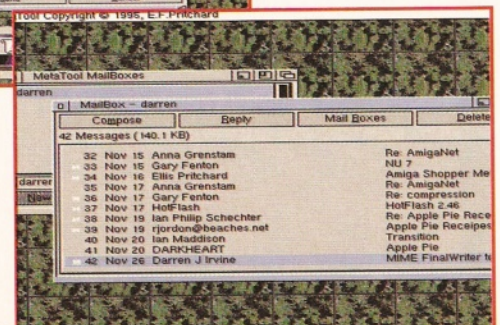 Tool Copyright © 1995, E.F.Pritchard
MetaTool MailBoxes
darren
MailBox - darren
Compose Reply Mail Boxes Delete
42 Messages (140.1 KB)
32 Nov 15 Anna Grenstam Re: AmigaNet
33 Nov 15 Gary Fenton NU 7
34 Nov 16 Ellis Pritchard Amiga Shopper Me
35 Nov 17 Anna Grenstam Re: AmigaNet
36 Nov 17 Gary Fenton Re: compression
37 Nov 17 HotFlash HotFlash 2.46
38 Nov 19 Ian Philip Schechter Re: Apple Pie Rece
39 Nov 19 rjordon@beaches.net Apple Pie Receipes
40 Nov 20 Ian Maddison Transition
41 Nov 20 DARKHEART Apple Pie
42 Nov 26 Darren J Irvine MIME FinalWriter te
darrer
New